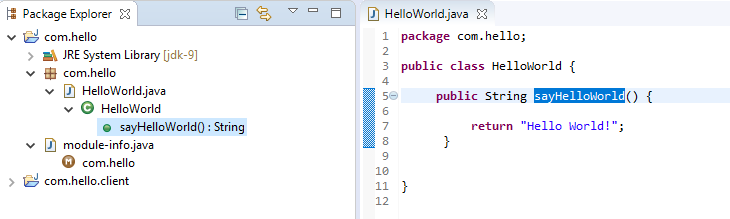 Package Explorer
com.hello
JRE System Library [jdk-9]
com.hello
HelloWorld.java
HelloWorld
sayHelloWorld() : String
module-info.java
M com.hello
com.hello.client
HelloWorld.java
1 package com.hello;
2
3 public class HelloWorld {
4
5 public String sayHelloWorld() {
6
7 return "Hello World!";
8 }
9
10
11 }
12